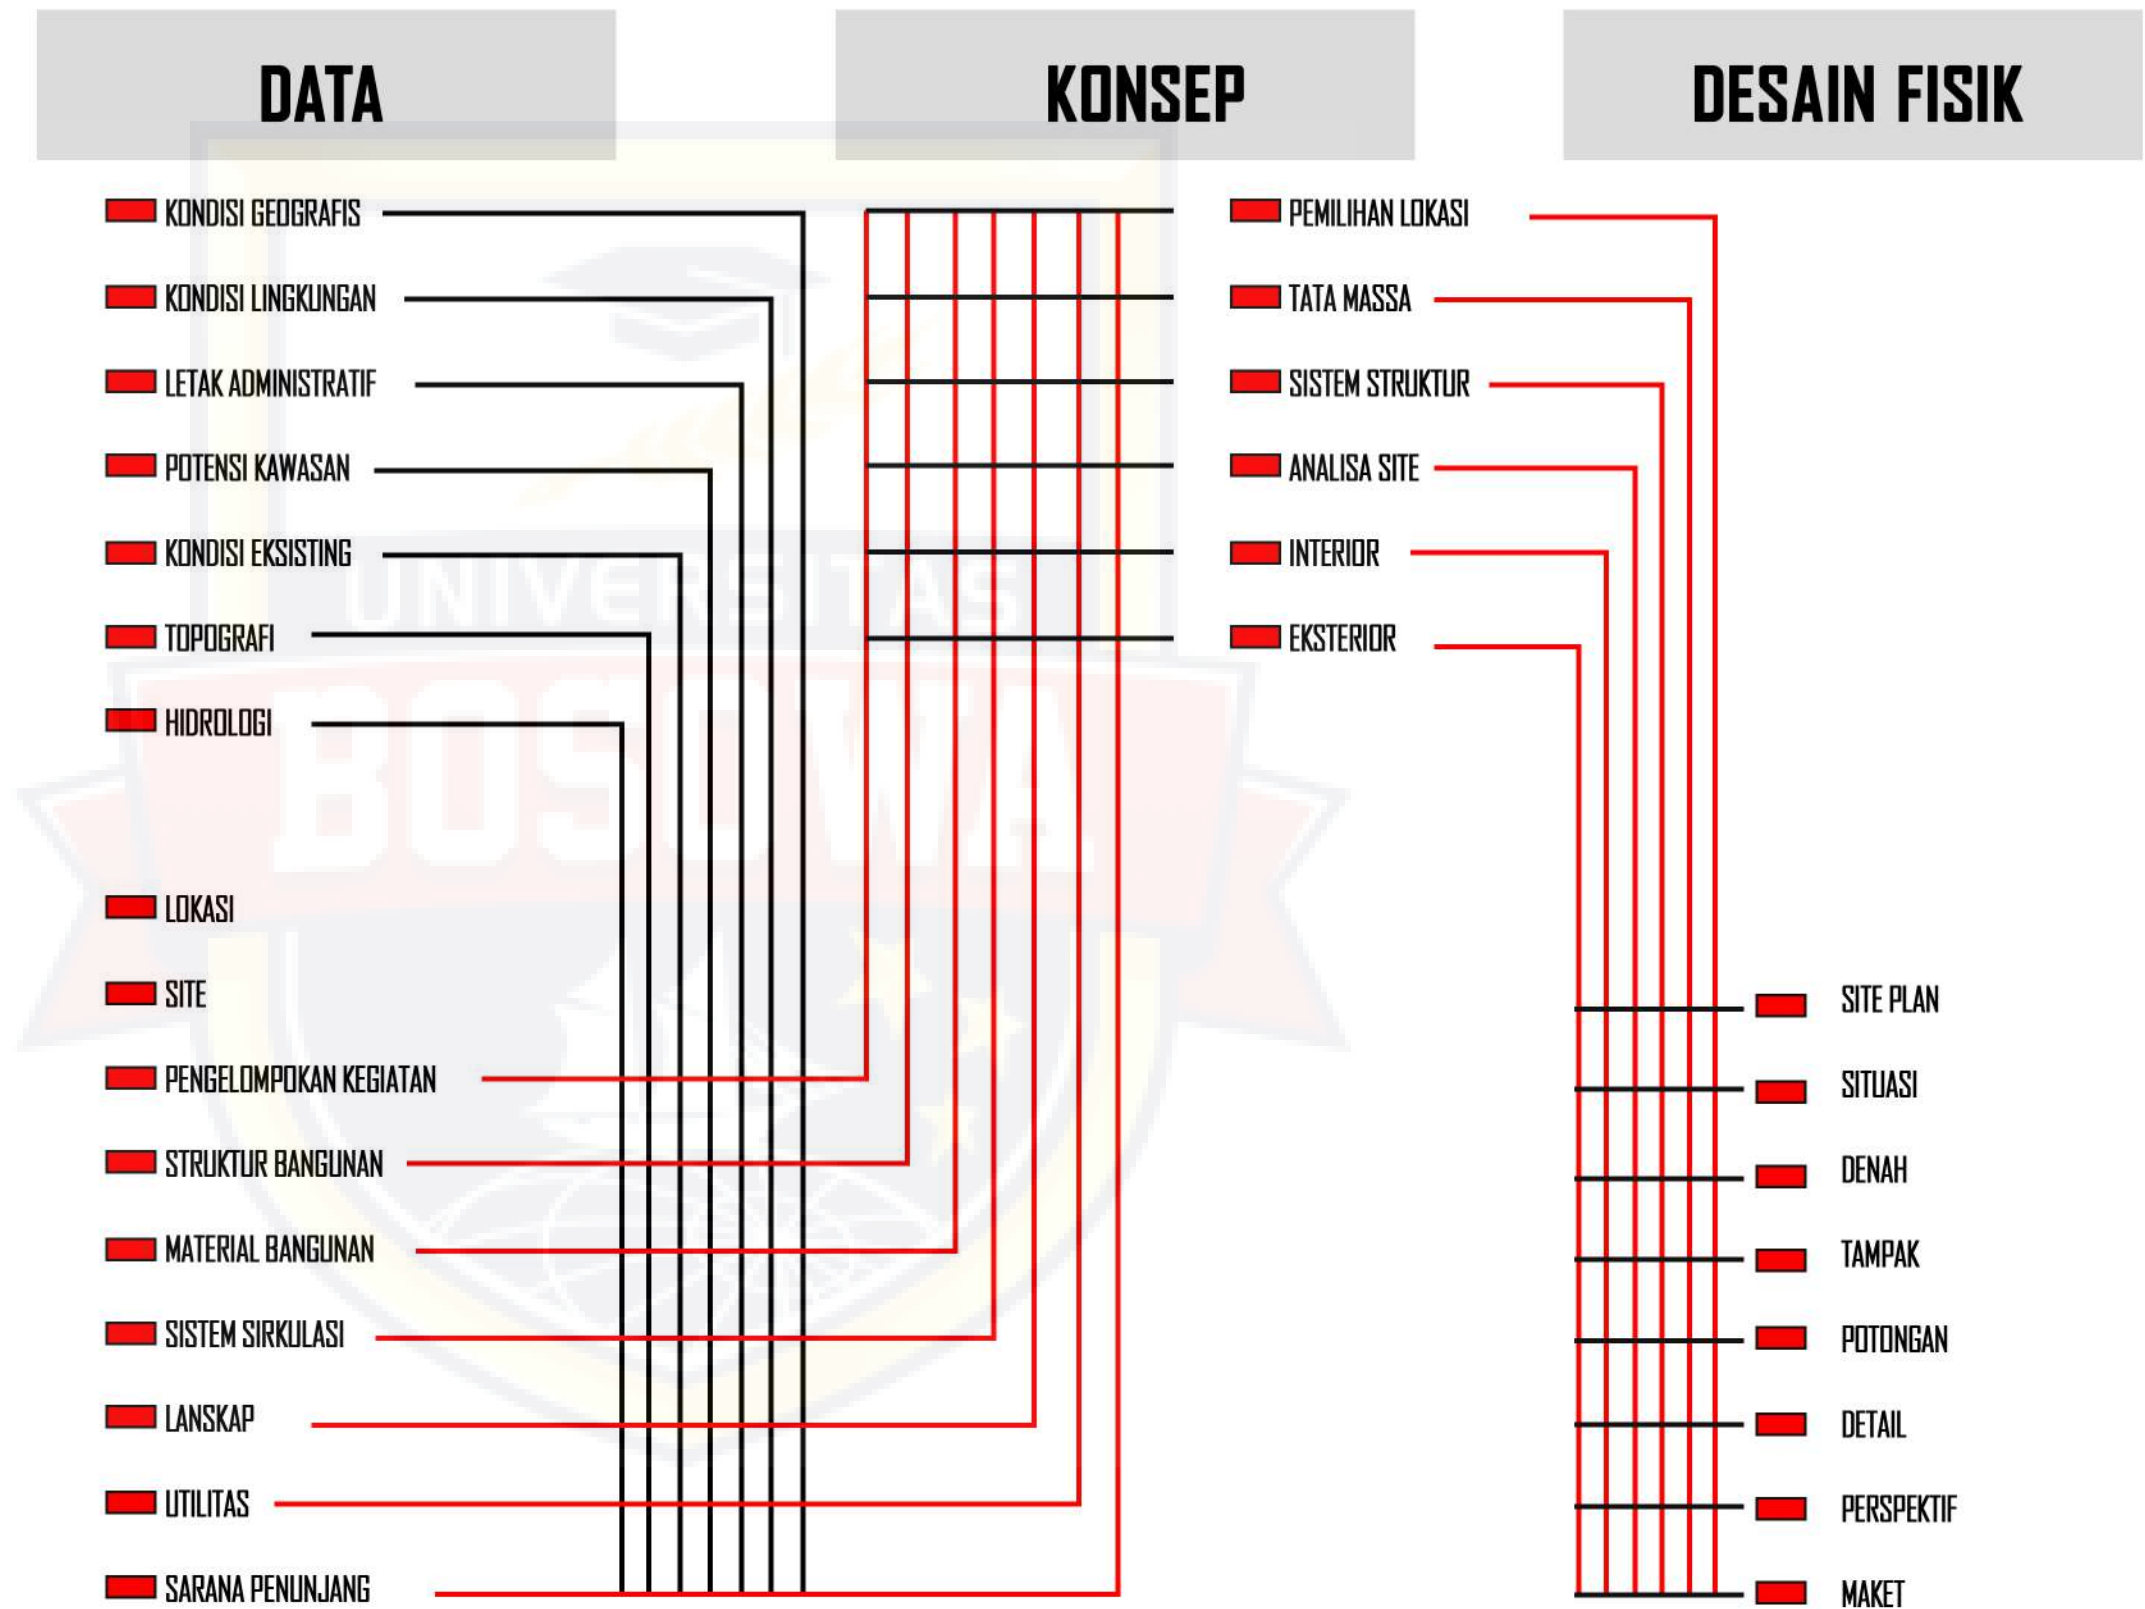 DATA
KONSEP
DESAIN FISIK
KONDISI GEOGRAFIS
KONDISI LINGKUNGAN
LETAK ADMINISTRATIF
POTENSI KAWASAN
KONDISI EKSISTING
TOPOGRAFI
HIDROLOGI
LOKASI
SITE
PENGELOMPOKAN KEGIATAN
STRUKTUR BANGUNAN
MATERIAL BANGUNAN
SISTEM SIRKULASI
LANSKAP
UTILITAS
SARANA PENUNJANG
PEMILIHAN LOKASI
TATA MASSA
SISTEM STRUKTUR
ANALISA SITE
INTERIOR
EKSTERIOR
SITE PLAN
SITUASI
DENAH
TAMPAK
POTONGAN
DETAIL
PERSPEKTIF
MAKET
UNIVERSITAS
BOSOWA